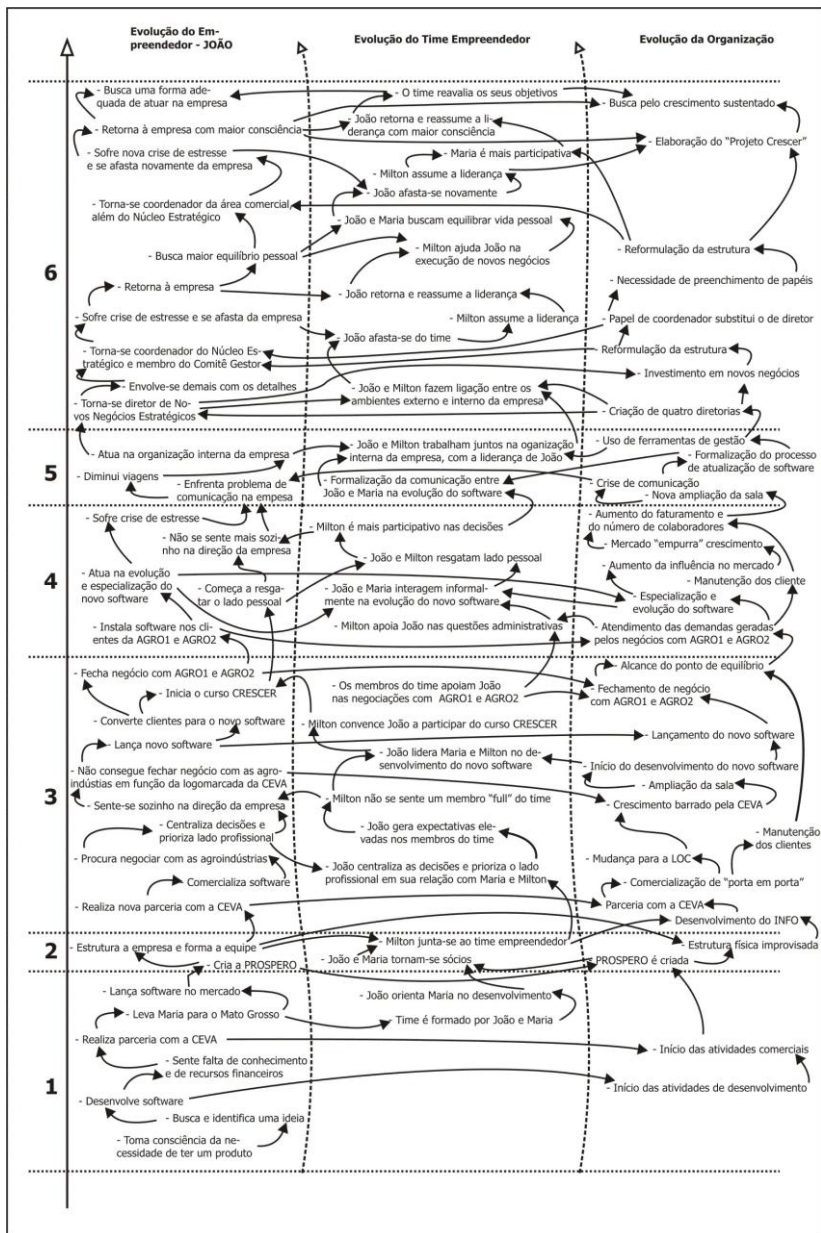 Evolução do Em-
preendedor - JOÃO
Evolução do Time Empreendedor
Evolução da Organização
6
- Busca uma forma ade-
quada de atuar na empresa
- Retorna à empresa com maior consciência
- Sofre nova crise de estresse
e se afasta novamente da empresa
- Torna-se coordenador da área comercial,
além do Núcleo Estratégico
- Busca maior equilíbrio pessoal
- Retorna à empresa
- Sofre crise de estresse e se afasta da empresa
- Torna-se coordenador do Núcleo Es-
tratégico e membro do Comitê Gestor
- Envolve-se demais com os detalhes
- Torna-se diretor de No-
vos Negócios Estratégicos
- O time reavalia os seus objetivos
- João retorna e reassume a li-
derança com maior consciência
- Maria é mais participativa
- Milton assume a liderança
- João afasta-se novamente
- João e Maria buscam equilibrar vida pessoal
- Milton ajuda João na
execução de novos negócios
- João retorna e reassume a liderança
- Milton assume a liderança
- João afasta-se do time
- João e Milton fazem ligação entre os
ambientes externo e interno da empresa
- Busca pelo crescimento sustentado
- Elaboração do “Projeto Crescer”
- Reformulação da estrutura
- Necessidade de preenchimento de papéis
- Papel de coordenador substitui o de diretor
- Reformulação da estrutura
- Investimento em novos negócios
- Criação de quatro diretorias
5
- Atua na organização interna da empresa
- Diminui viagens
- Enfrenta problema de
comunicação na empesa
- João e Milton trabalham juntos na oganização
interna da empresa, com a liderança de João
- Formalização da comunicação entre
João e Maria na evolução do software
- Uso de ferramentas de gestão
- Formalização do processo
de atualização de software
- Crise de comunicação
- Nova ampliação da sala
4
- Sofre crise de estresse
- Não se sente mais sozi-
nho na direção da empresa
- Atua na evolução
e especialização do
novo software
- Começa a resga-
tar o lado pessoal
- Instala software nos cli-
entes da AGRO1 e AGRO2
- Milton é mais participativo nas decisões
- João e Milton resgatam lado pessoal
- João e Maria interagem informal-
mente na evolução do novo software
- Milton apoia João nas questões administrativas
- Aumento do faturamento e
do número de colaboradores
- Mercado “empurra” crescimento
- Aumento da influência no mercado
- Manutenção dos cliente
- Especialização e
evolução do software
- Atendimento das demandas geradas
pelos negócios com AGRO1 e AGRO2
3
- Fecha negócio com AGRO1 e AGRO2
- Inicia o curso CRESCER
- Converte clientes para o novo software
- Lança novo software
- Não consegue fechar negócio com as agro-
indústias em função da logomarcada da CEVA
- Sente-se sozinho na direção da empresa
- Centraliza decisões e
prioriza lado profissional
- Procura negociar com as agroindústrias
- Comercializa software
- Realiza nova parceria com a CEVA
- Os membros do time apoiam João
nas negociações com AGRO1 e AGRO2
- Milton convence João a participar do curso CRESCER
- João lidera Maria e Milton no de-
senvolvimento do novo software
- Milton não se sente um membro “full” do time
- João gera expectativas ele-
vadas nos membros do time
- João centraliza as decisões e prioriza o lado
profissional em sua relação com Maria e Milton
- Alcance do ponto de equilíbrio
- Fechamento de negócio
com AGRO1 e AGRO2
- Lançamento do novo software
- Início do desenvolvimento do novo software
- Ampliação da sala
- Crescimento barrado pela CEVA
- Manutenção
dos clientes
- Mudança para a LOC
- Comercialização de “porta em porta”
Parceria com a CEVA
Desenvolvimento do INFO
2
- Estrutura a empresa e forma a equipe
- Cria a PROSPERO
- Milton junta-se ao time empreendedor
- João e Maria tornam-se sócios
- Estrutura física improvisada
PROSPERO é criada
1
- Lança software no mercado
- Leva Maria para o Mato Grosso
- Realiza parceria com a CEVA
- Sente falta de conhecimento
e de recursos financeiros
- Desenvolve software
- Busca e identifica uma ideia
- Toma consciência da ne-
cessidade de ter um produto
- João orienta Maria no desenvolvimento
- Time é formado por João e Maria
- Início das atividades comerciais
- Início das atividades de desenvolvimento